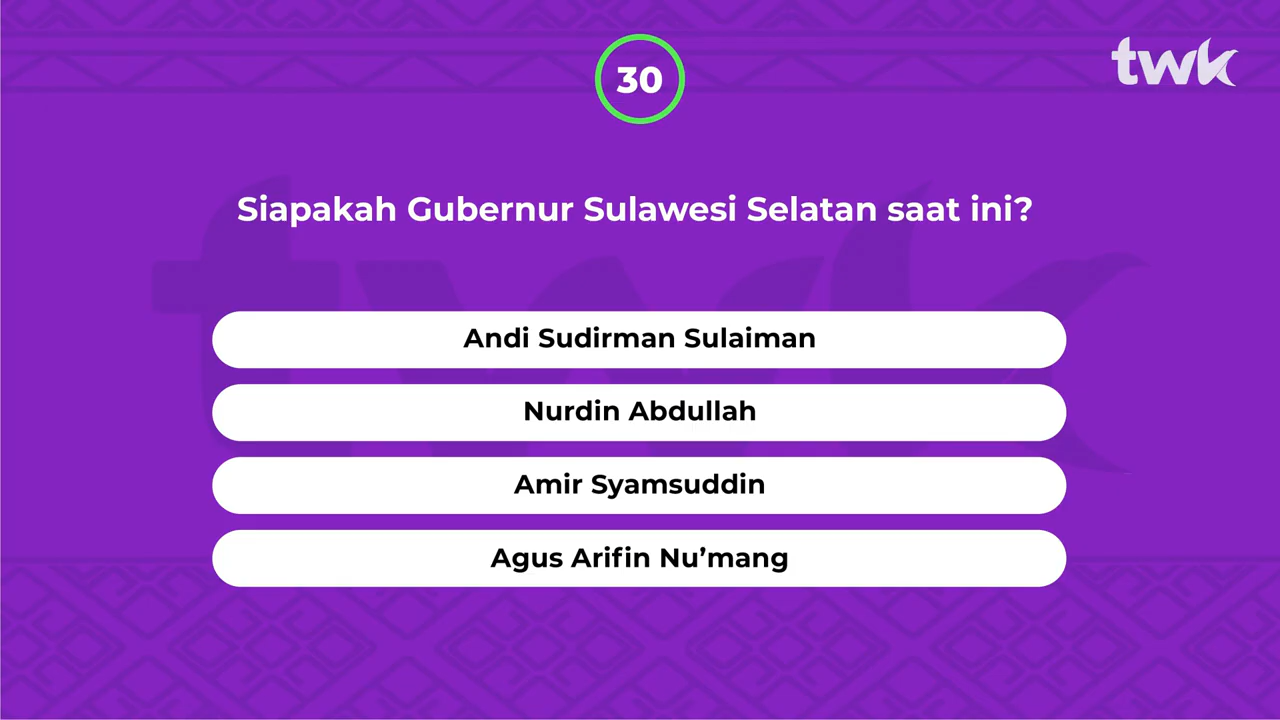 30
twk
Siapakah Gubernur Sulawesi Selatan saat ini?
Andi Sudirman Sulaiman
Nurdin Abdullah
Amir Syamsuddin
Agus Arifin Nu’mang